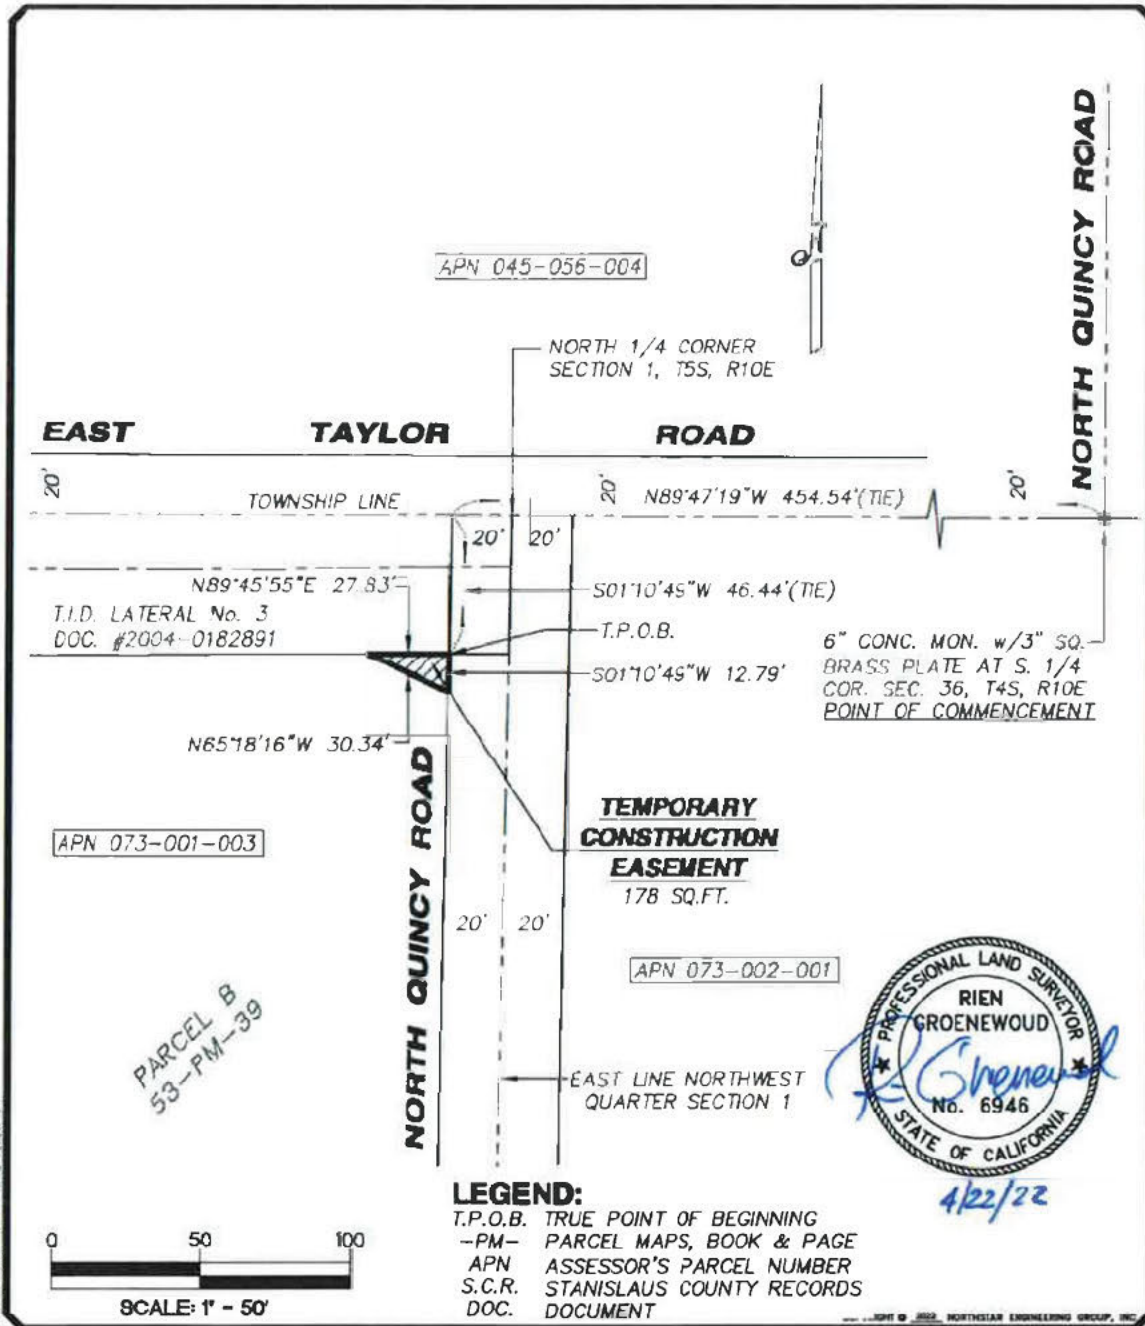 NORTH QUINCY ROAD
APN 045-056-004
NORTH 1/4 CORNER
SECTION 1, T5S, R10E
EAST TAYLOR ROAD
20'
TOWNSHIP LINE
20'
N89°47'19"W 454.54'(TIE)
20'
20' 20'
N89°45'55"E 27.83'
S01°10'49"W 46.44'(TIE)
T.I.D. LATERAL No. 3
DOC. #2004-0182891
T.P.O.B.
S01°10'49"W 12.79'
6" CONC. MON. w/3" SQ.
BRASS PLATE AT S. 1/4
COR. SEC. 36, T4S, R10E
POINT OF COMMENCEMENT
N65°18'16"W 30.34'
NORTH QUINCY ROAD
TEMPORARY
CONSTRUCTION
EASEMENT
178 SQ.FT.
APN 073-001-003
20' 20'
APN 073-002-001
PARCEL B
53-PM-39
EAST LINE NORTHWEST
QUARTER SECTION 1
PROFESSIONAL LAND SURVEYOR
RIEN
GROENEWOUD
No. 6946
STATE OF CALIFORNIA
4/22/22
LEGEND:
T.P.O.B. TRUE POINT OF BEGINNING
-PM- PARCEL MAPS, BOOK & PAGE
APN ASSESSOR'S PARCEL NUMBER
S.C.R. STANISLAUS COUNTY RECORDS
DOC. DOCUMENT
0 50 100
SCALE: 1" - 50'
2022 NORTHSTAR ENGINEERING GROUP, INC.